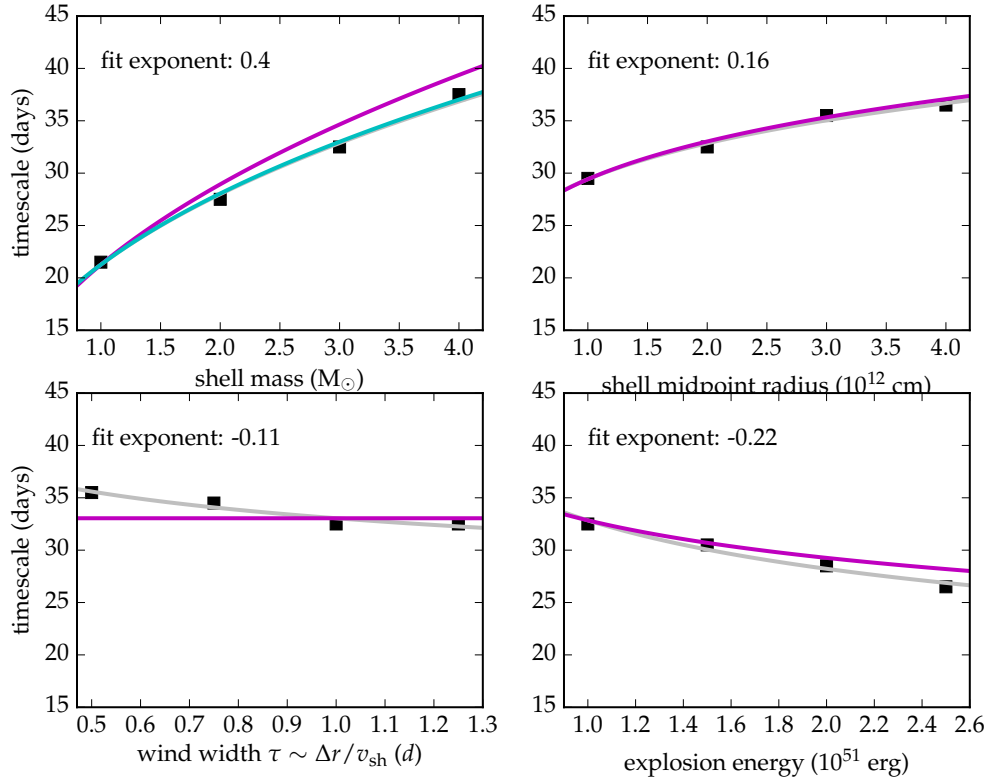 fit exponent: 0.4
45
40
35
30
25
20
15
timescale (days)
1.0 1.5 2.0 2.5 3.0 3.5 4.0
shell mass (M☉)
fit exponent: 0.16
45
40
35
30
25
20
15
1.0 1.5 2.0 2.5 3.0 3.5 4.0
shell midpoint radius (10¹² cm)
fit exponent: -0.11
45
40
35
30
25
20
15
timescale (days)
0.5 0.6 0.7 0.8 0.9 1.0 1.1 1.2 1.3
wind width τ ∼ Δr/v_sh (d)
fit exponent: -0.22
45
40
35
30
25
20
15
1.0 1.2 1.4 1.6 1.8 2.0 2.2 2.4 2.6
explosion energy (10⁵¹ erg)